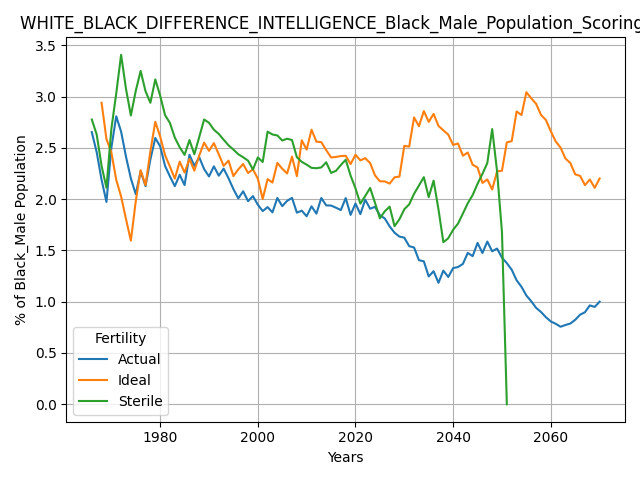 WHITE_BLACK_DIFFERENCE_INTELLIGENCE_Black_Male_Population_Scoring
3.5
3.0
2.5
2.0
1.5
1.0
0.5
0.0
% of Black_Male Population
Fertility
Actual
Ideal
Sterile
1980 2000 2020 2040 2060
Years